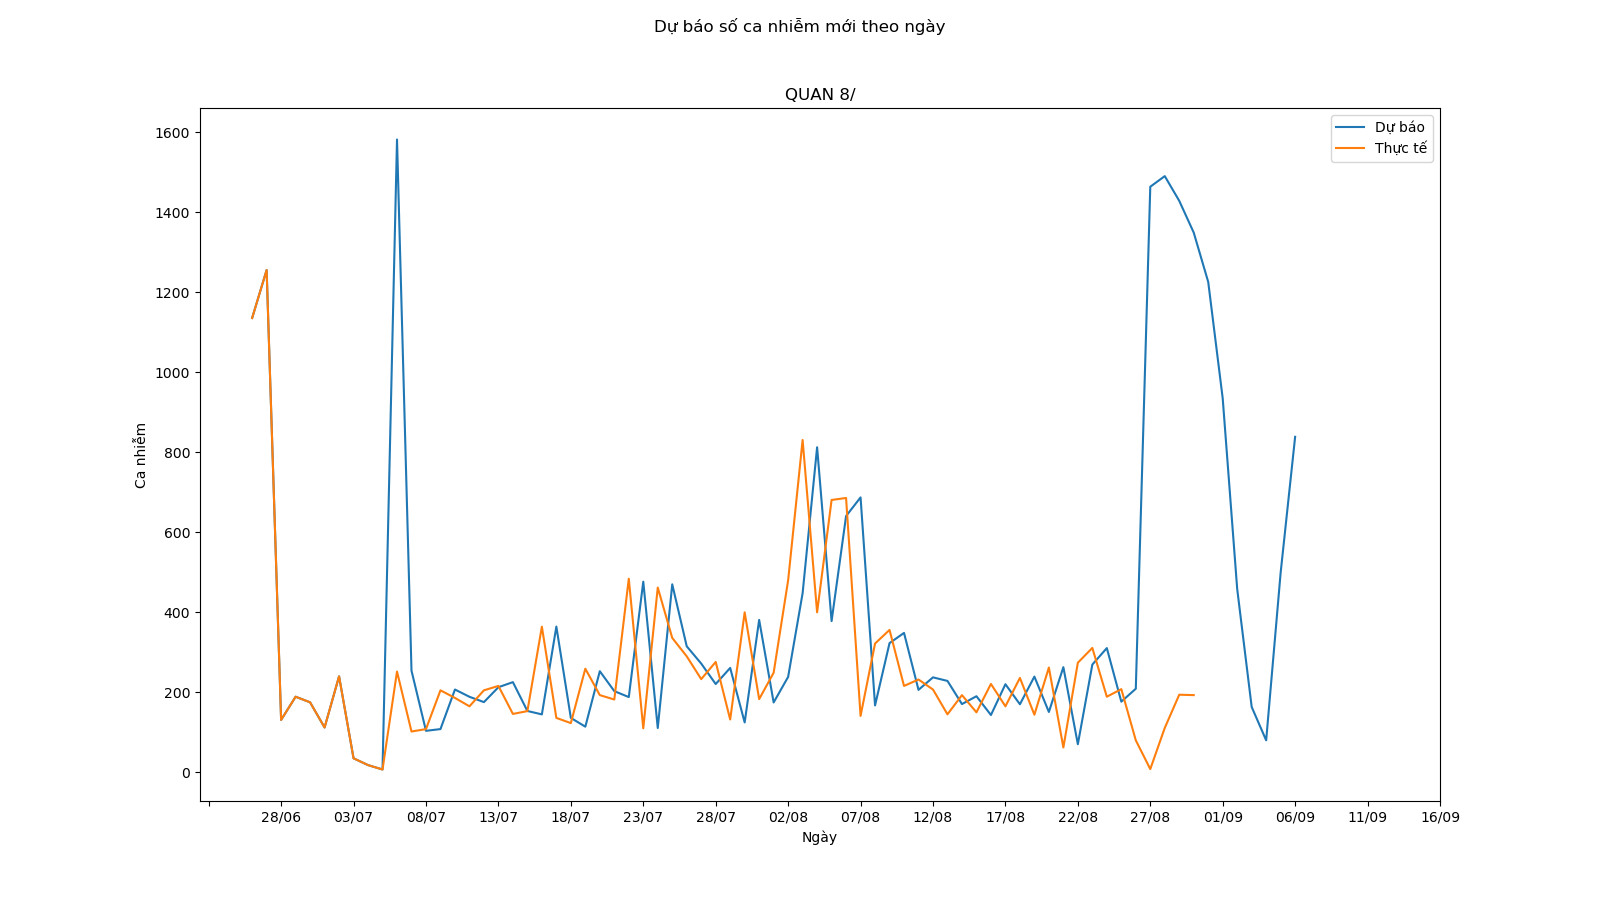 Dự báo số ca nhiễm mới theo ngày
QUAN 8/
Dự báo
Thực tế
1600
1400
1200
1000
800
600
400
200
0
Ca nhiễm
28/06 03/07 08/07 13/07 18/07 23/07 28/07 02/08 07/08 12/08 17/08 22/08 27/08 01/09 06/09 11/09 16/09
Ngày